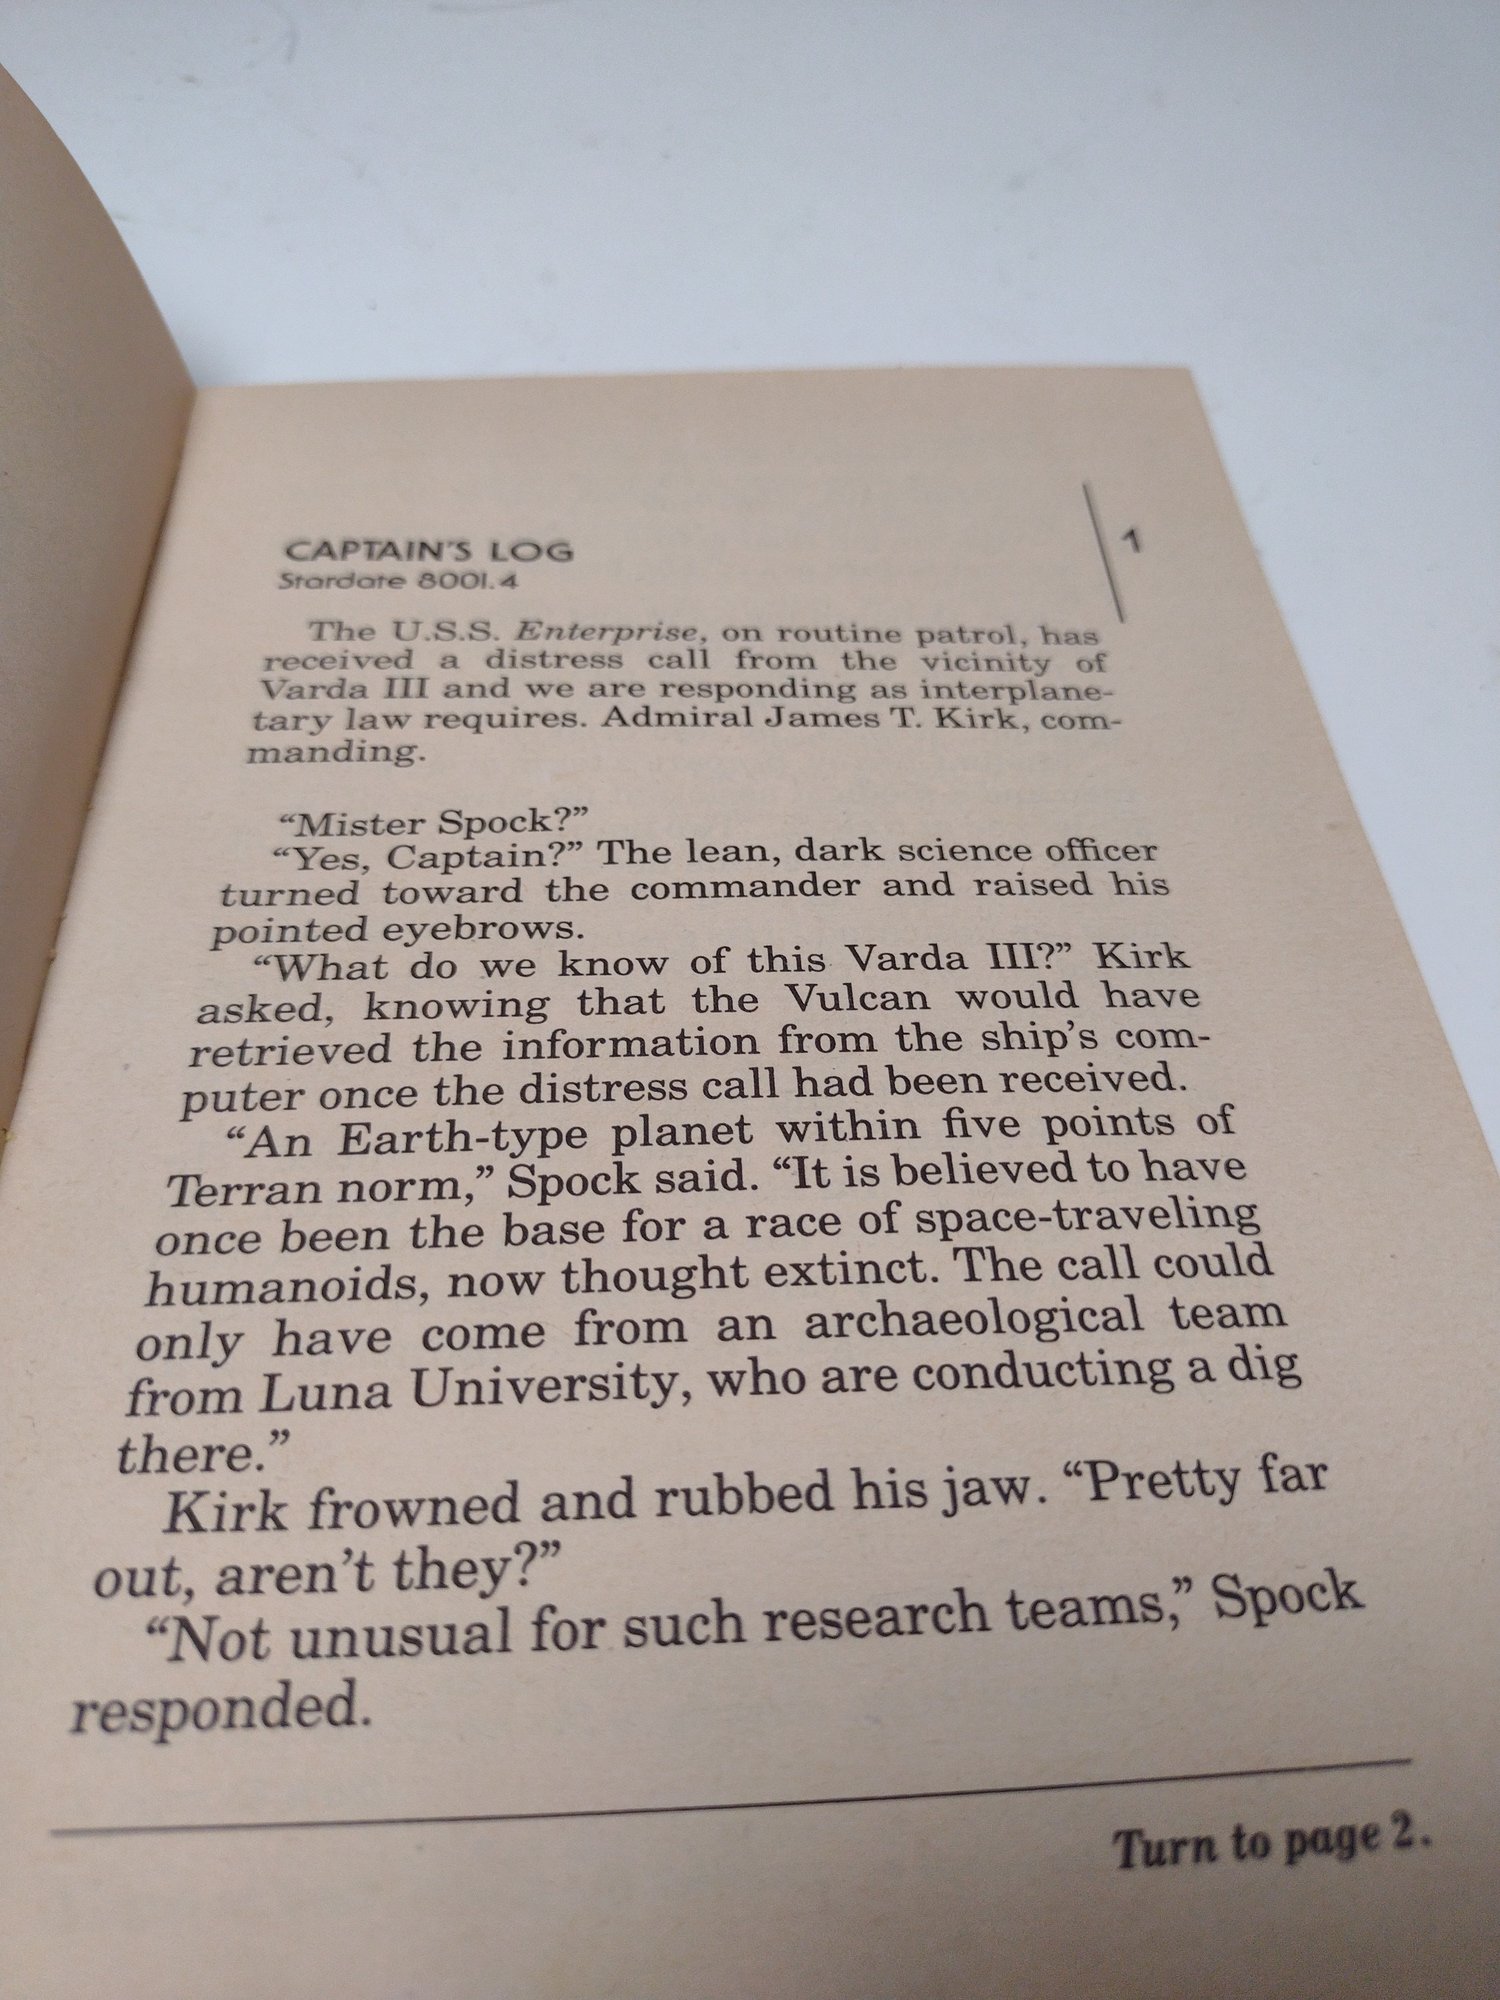 1
CAPTAIN'S LOG
Stardate 8001.4
The U.S.S. Enterprise, on routine patrol, has
received a distress call from the vicinity of
Varda III and we are responding as interplane-
tary law requires. Admiral James T. Kirk, com-
manding.
“Mister Spock?”
“Yes, Captain?” The lean, dark science officer
turned toward the commander and raised his
pointed eyebrows.
“What do we know of this Varda III?” Kirk
asked, knowing that the Vulcan would have
retrieved the information from the ship’s com-
puter once the distress call had been received.
“An Earth-type planet within five points of
Terran norm,” Spock said. “It is believed to have
once been the base for a race of space-traveling
humanoids, now thought extinct. The call could
only have come from an archaeological team
from Luna University, who are conducting a dig
there.”
Kirk frowned and rubbed his jaw. “Pretty far
out, aren’t they?”
“Not unusual for such research teams,” Spock
responded.
Turn to page 2.